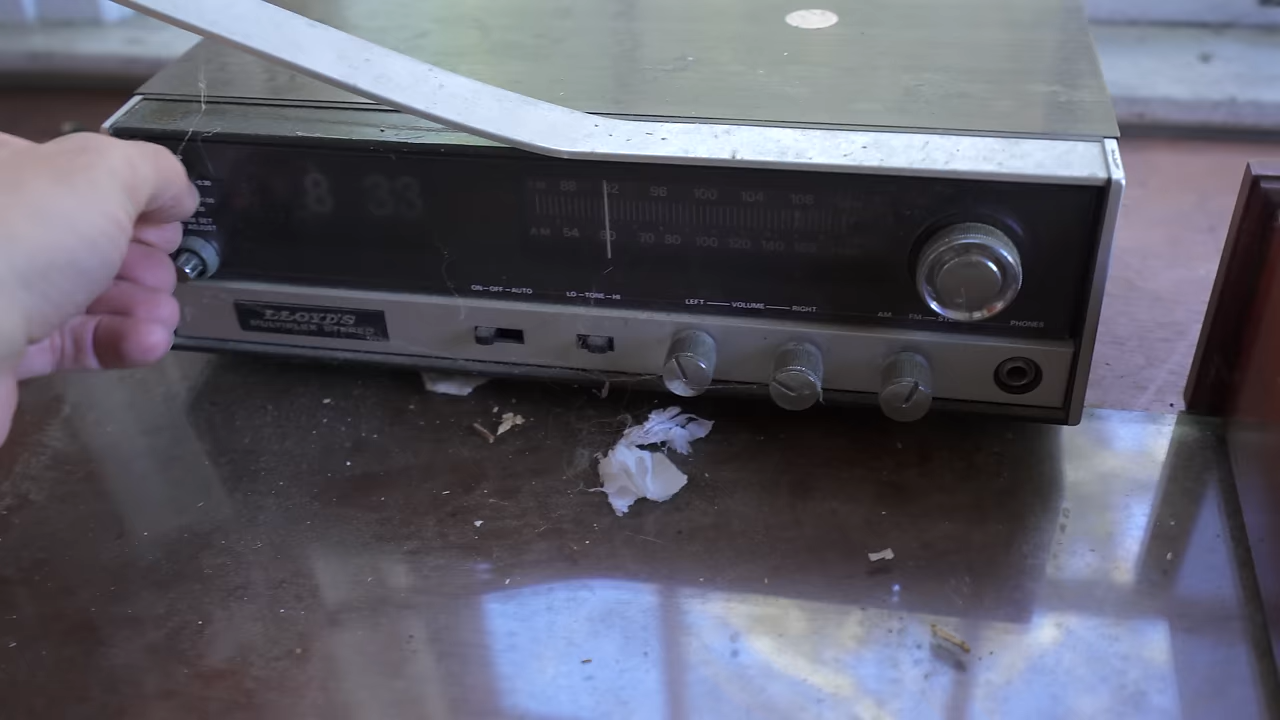 8 33
FM 88 92 96 100 104 108
AM 54 60 70 80 100 120 140 160
ADJUST
ON—OFF—AUTO
LO—TONE—HI
LEFT — VOLUME — RIGHT
AM FM—
PHONES
LLOYD'S
MULTIPLEX STEREO